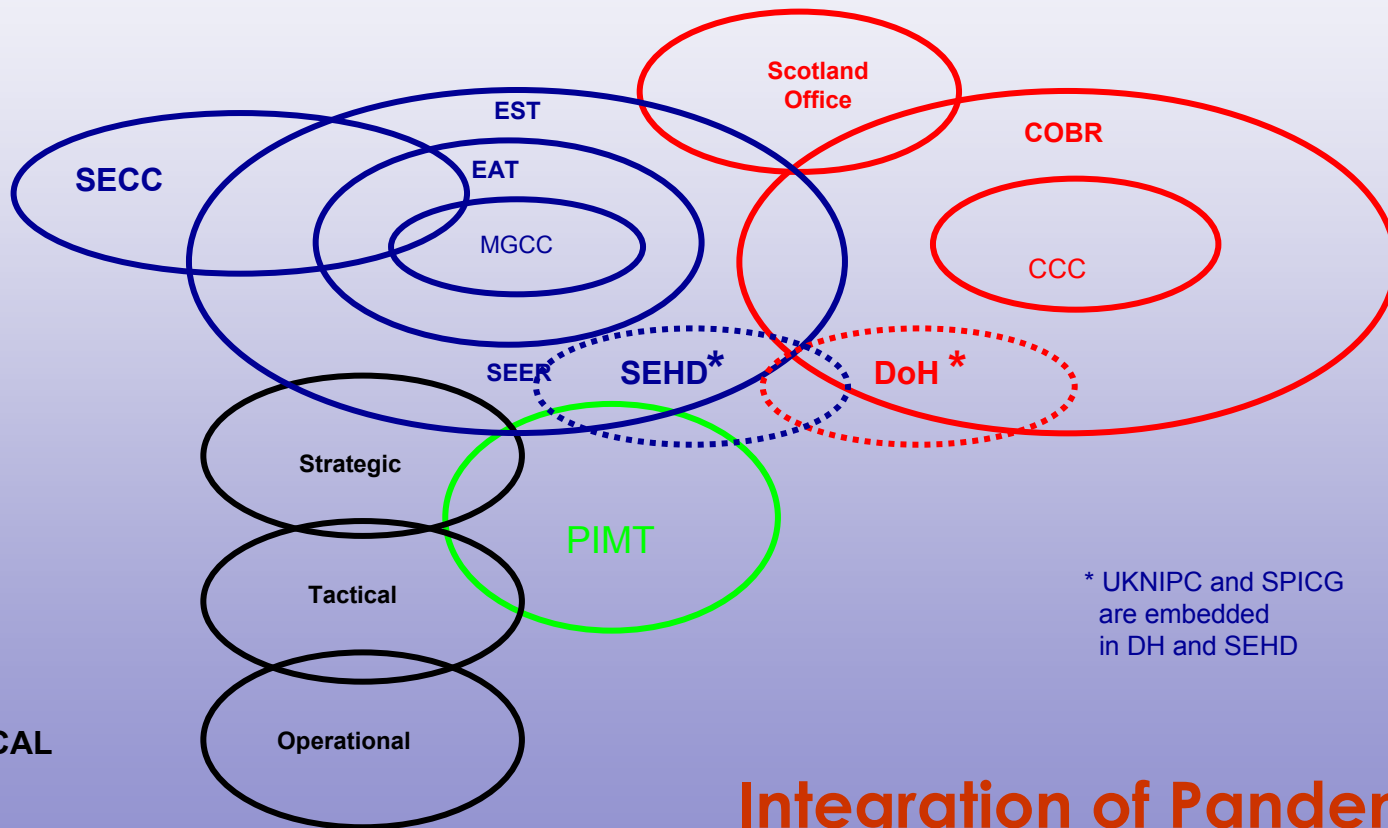 Scotland
Office
EST
COBR
SECC
EAT
MGCC
CCC
SEER
SEHD*
DoH *
Strategic
PIMT
Tactical
* UKNIPC and SPICG
are embedded
in DH and SEHD
Operational
CAL
Integration of Pandem